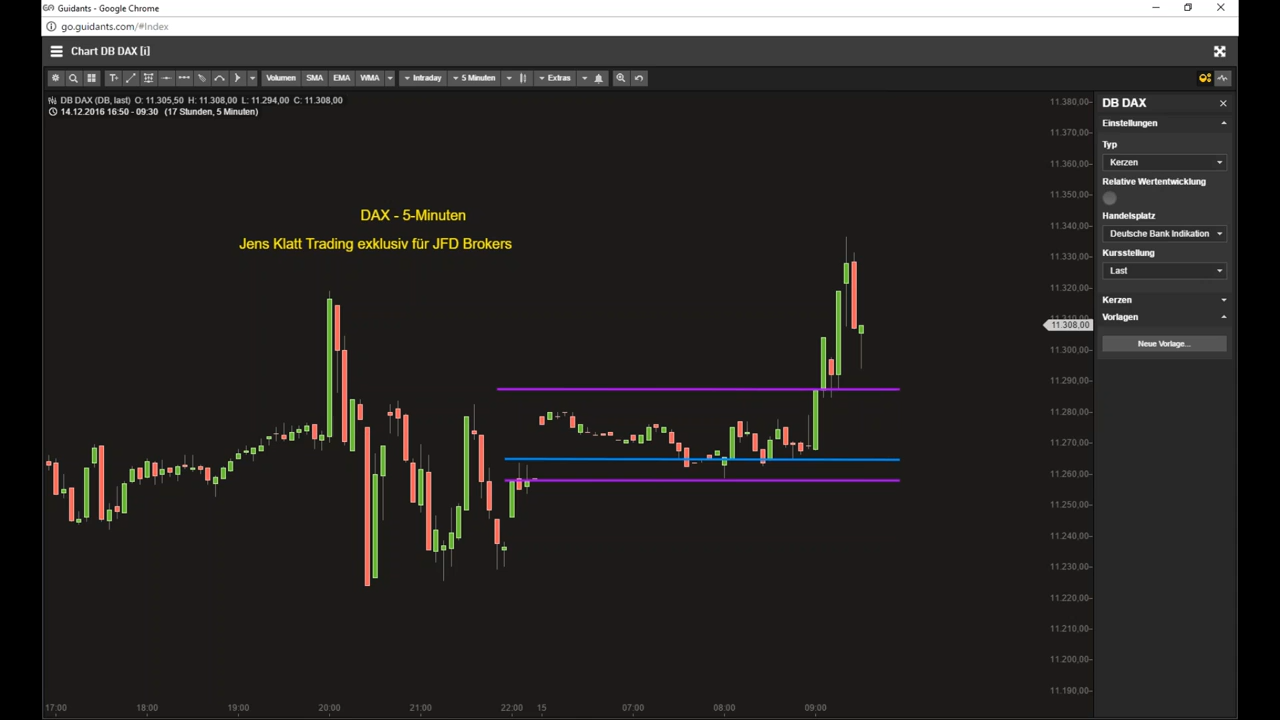 Guidants - Google Chrome
go.guidants.com/#Index
Chart DB DAX [i]
T+ Volumen SMA EMA WMA Intraday 5 Minuten Extras
DB DAX (DB, last) O: 11.305,50 H: 11.308,00 L: 11.294,00 C: 11.308,00
14.12.2016 16:50 - 09:30 (17 Stunden, 5 Minuten)
DAX - 5-Minuten
Jens Klatt Trading exklusiv für JFD Brokers
11.380,00
11.370,00
11.360,00
11.350,00
11.340,00
11.330,00
11.320,00
11.310,00
11.308,00
11.300,00
11.290,00
11.280,00
11.270,00
11.260,00
11.250,00
11.240,00
11.230,00
11.220,00
11.210,00
11.200,00
11.190,00
17:00 18:00 19:00 20:00 21:00 22:00 15 07:00 08:00 09:00
DB DAX
Einstellungen
Typ
Kerzen
Relative Wertentwicklung
Handelsplatz
Deutsche Bank Indikation
Kursstellung
Last
Kerzen
Vorlagen
Neue Vorlage...